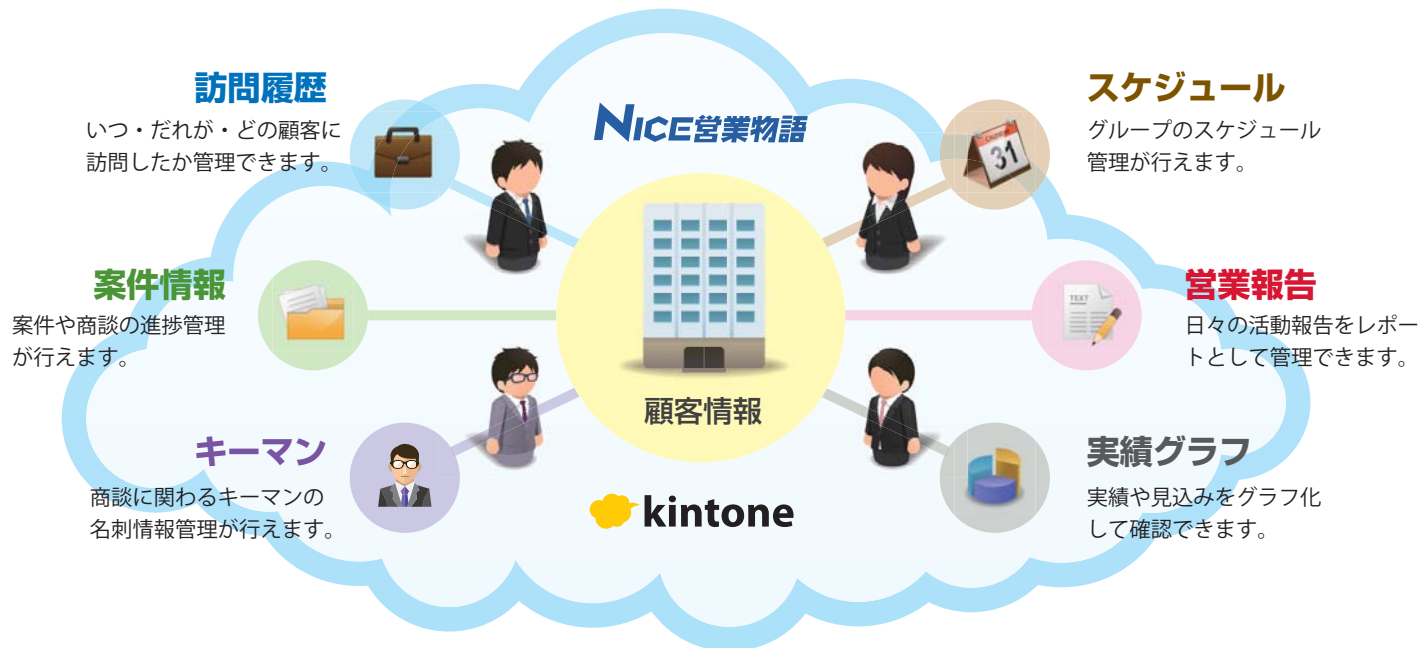 NICE営業物語
訪問履歴
いつ・だれが・どの顧客に
訪問したか管理できます。
案件情報
案件や商談の進捗管理
が行えます。
キーマン
商談に関わるキーマンの
名刺情報管理が行えます。
顧客情報
kintone
スケジュール
グループのスケジュール
管理が行えます。
31
営業報告
日々の活動報告をレポー
トとして管理できます。
TEXT
実績グラフ
実績や見込みをグラフ化
して確認できます。